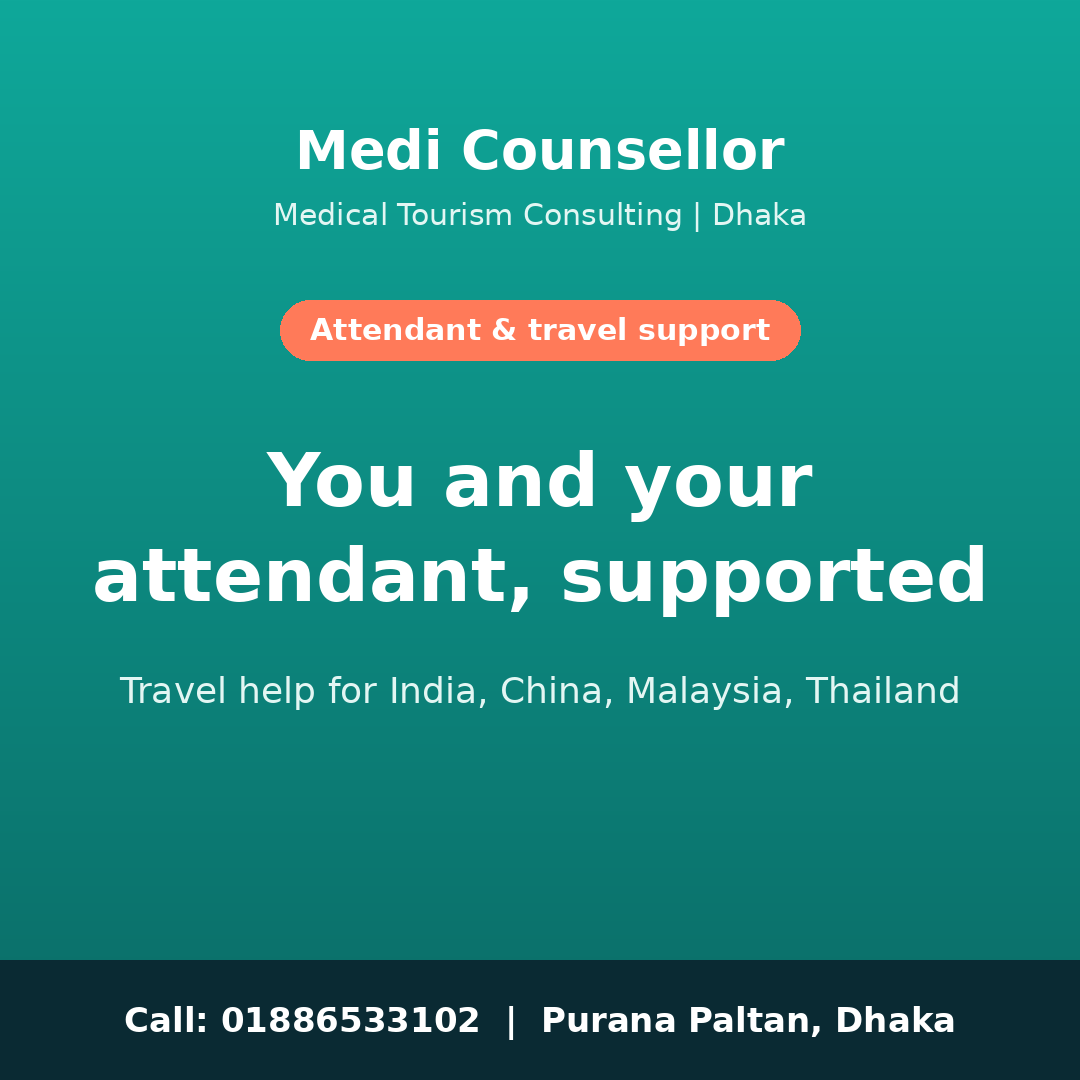 Medi Counsellor
Medical Tourism Consulting | Dhaka
Attendant & travel support
You and your
attendant, supported
Travel help for India, China, Malaysia, Thailand
Call: 01886533102 | Purana Paltan, Dhaka